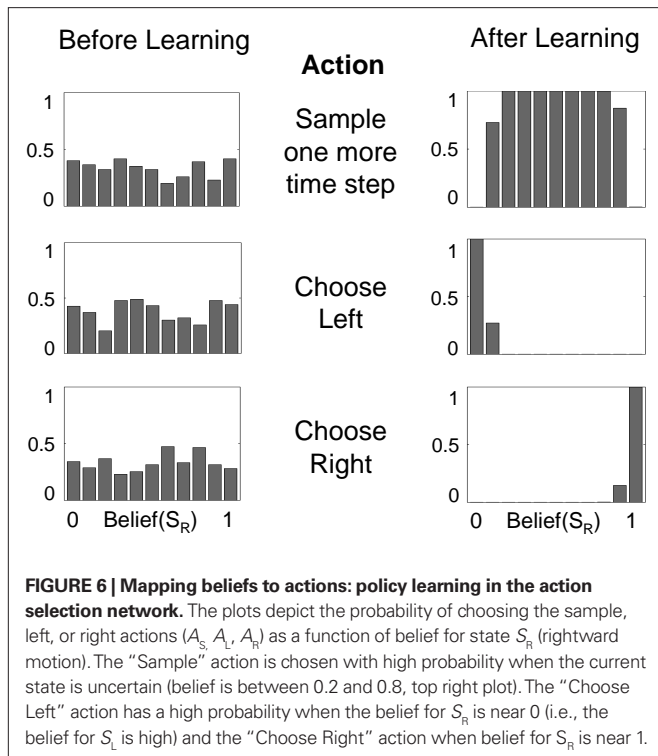 Before Learning
Action
After Learning
1
0.5
0
Sample
one more
time step
1
0.5
0
1
0.5
0
Choose
Left
1
0.5
0
1
0.5
0
Choose
Right
1
0.5
0
0 Belief(S_R) 1
0 Belief(S_R) 1
FIGURE 6 | Mapping beliefs to actions: policy learning in the action
selection network. The plots depict the probability of choosing the sample,
left, or right actions (A_S, A_L, A_R) as a function of belief for state S_R (rightward
motion). The “Sample” action is chosen with high probability when the current
state is uncertain (belief is between 0.2 and 0.8, top right plot). The “Choose
Left” action has a high probability when the belief for S_R is near 0 (i.e., the
belief for S_L is high) and the “Choose Right” action when belief for S_R is near 1.